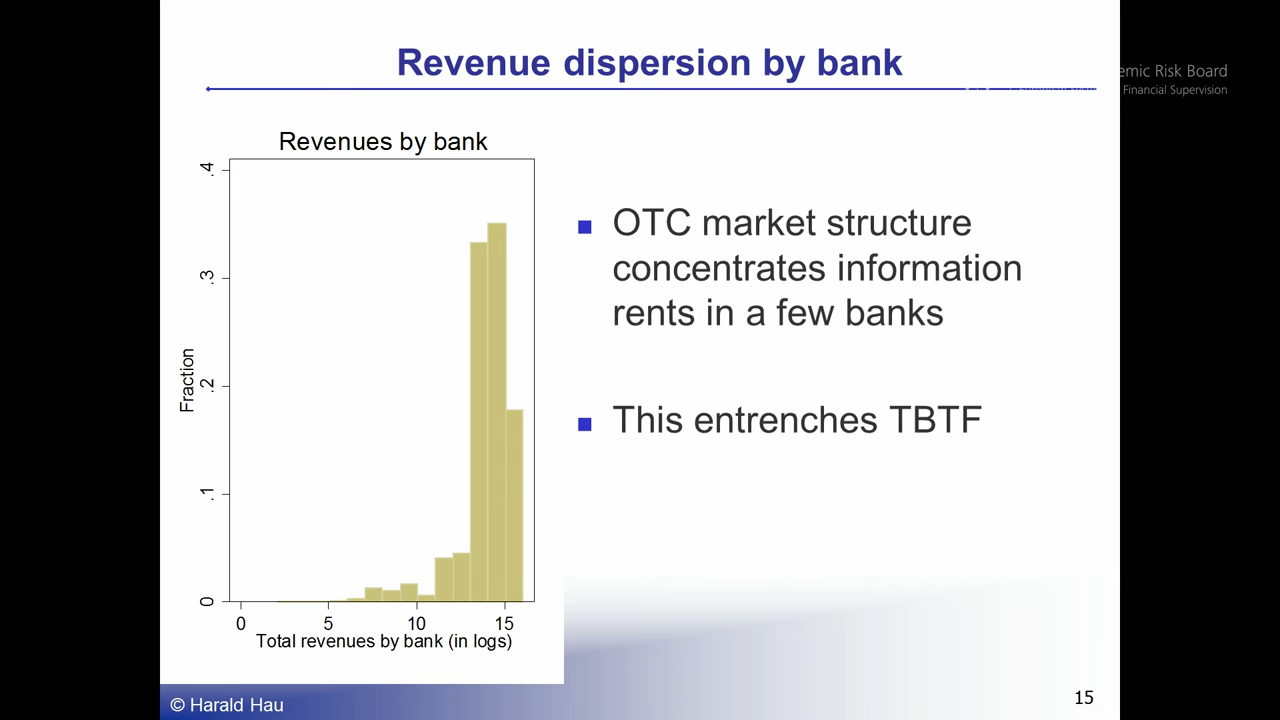 Revenue dispersion by bank
emic Risk Board
Financial Supervision
Revenues by bank
.4
.3
.2
.1
0
Fraction
0 5 10 15
Total revenues by bank (in logs)
OTC market structure
concentrates information
rents in a few banks
This entrenches TBTF
© Harald Hau
15